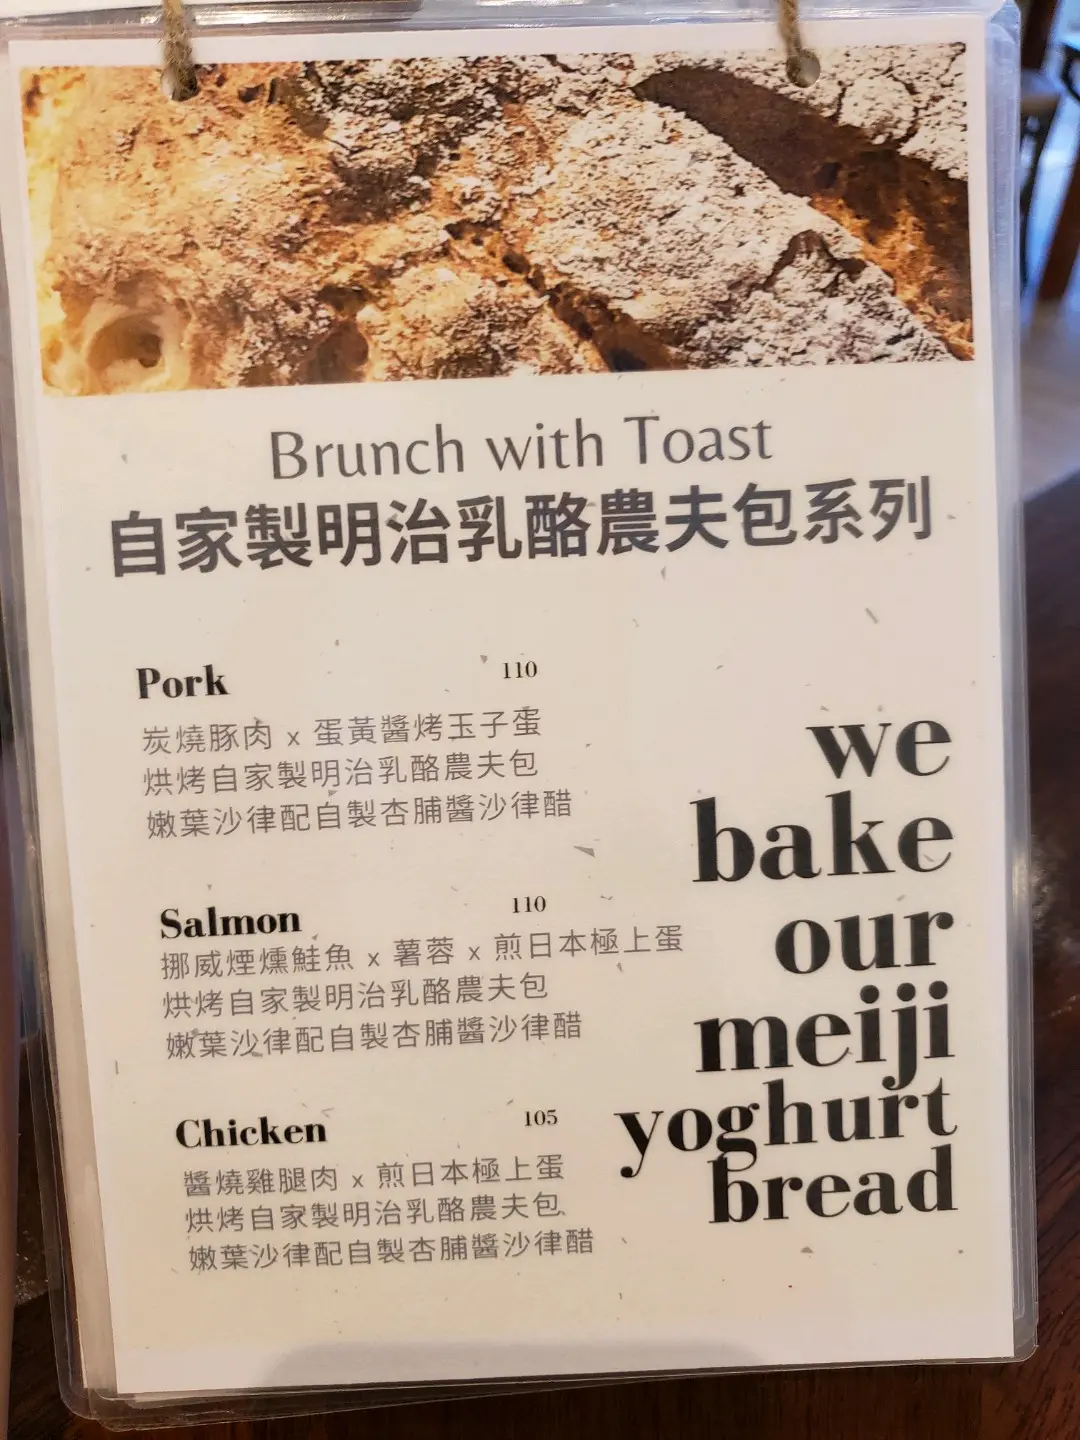 Brunch with Toast
自家製明治乳酪農夫包系列
Pork 110
炭燒豚肉 x 蛋黃醬烤玉子蛋
烘烤自家製明治乳酪農夫包
嫩葉沙律配自製杏脯醬沙律醋
Salmon 110
挪威煙燻鮭魚 x 薯蓉 x 煎日本極上蛋
烘烤自家製明治乳酪農夫包
嫩葉沙律配自製杏脯醬沙律醋
Chicken 105
醬燒雞腿肉 x 煎日本極上蛋
烘烤自家製明治乳酪農夫包
嫩葉沙律配自製杏脯醬沙律醋
we
bake
our
meiji
yoghurt
bread